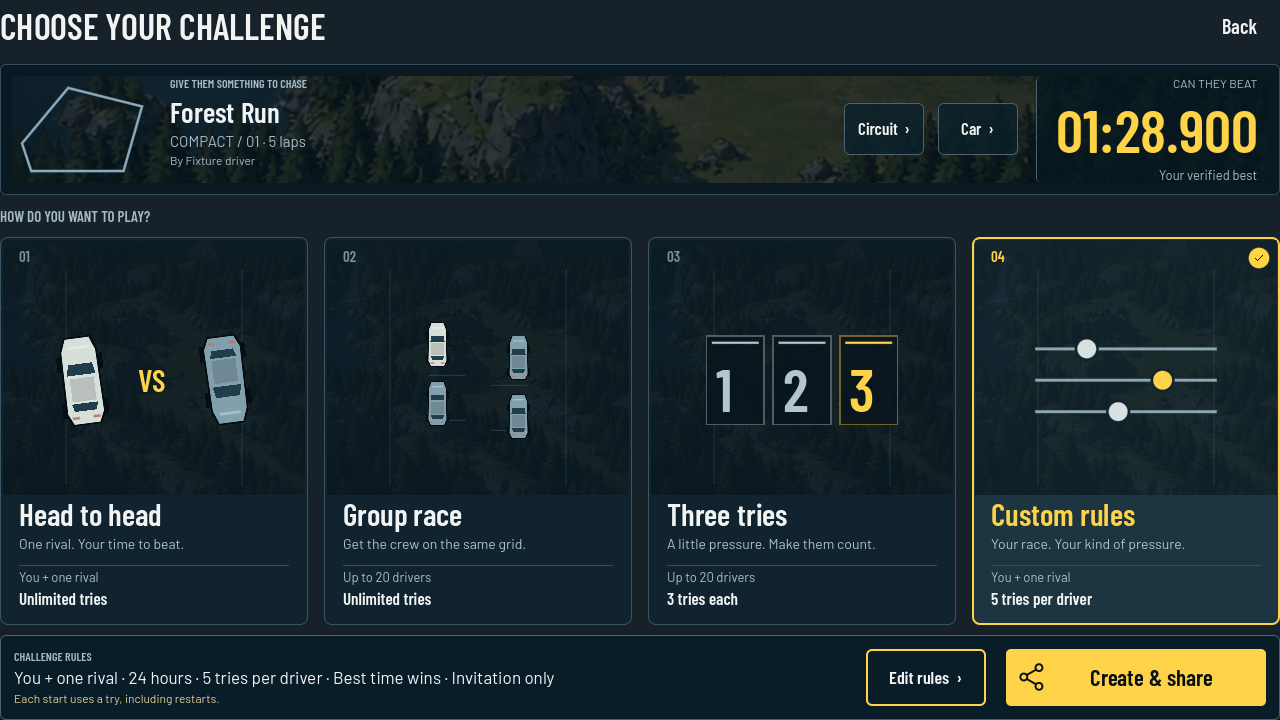 CHOOSE YOUR CHALLENGE
Back
GIVE THEM SOMETHING TO CHASE
Forest Run
COMPACT / 01 · 5 laps
By Fixture driver
Circuit ›
Car ›
CAN THEY BEAT
01:28.900
Your verified best
HOW DO YOU WANT TO PLAY?
01
VS
Head to head
One rival. Your time to beat.
You + one rival
Unlimited tries
02
Group race
Get the crew on the same grid.
Up to 20 drivers
Unlimited tries
03
1 2 3
Three tries
A little pressure. Make them count.
Up to 20 drivers
3 tries each
04
Custom rules
Your race. Your kind of pressure.
You + one rival
5 tries per driver
CHALLENGE RULES
You + one rival · 24 hours · 5 tries per driver · Best time wins · Invitation only
Each start uses a try, including restarts.
Edit rules ›
Create & share